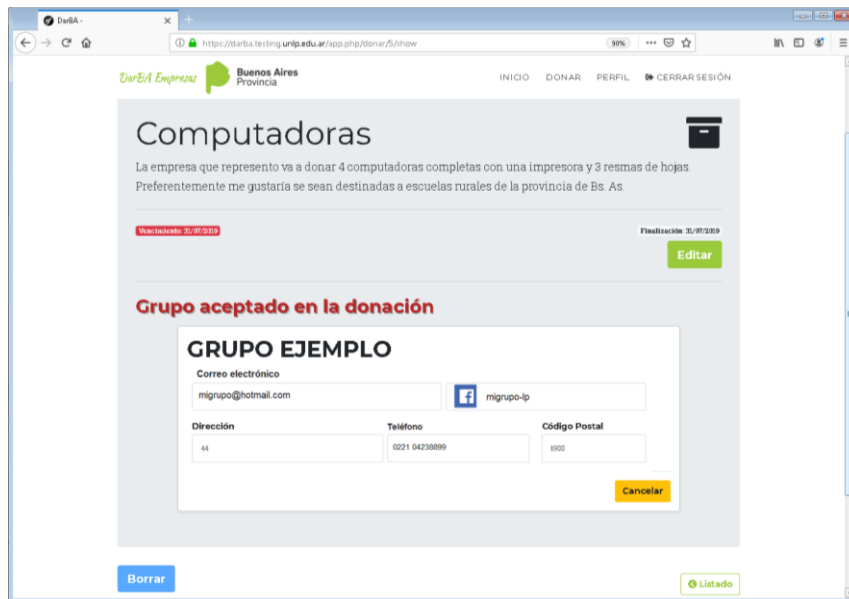 DarBA -
https://darba.testing.unlp.edu.ar/app.php/donar/5/show
90%
DarBA Empresas
Buenos Aires
Provincia
INICIO DONAR PERFIL CERRAR SESIÓN
Computadoras
La empresa que represento va a donar 4 computadoras completas con una impresora y 3 resmas de hojas.
Preferentemente me gustaría se sean destinadas a escuelas rurales de la provincia de Bs. As.
Vencimiento: 31/07/2019
Finalización: 31/07/2019
Editar
Grupo aceptado en la donación
GRUPO EJEMPLO
Correo electrónico
migrupo@hotmail.com
migrupo-lp
Dirección Teléfono Código Postal
44 0221 04238899 1900
Cancelar
Borrar
Listado